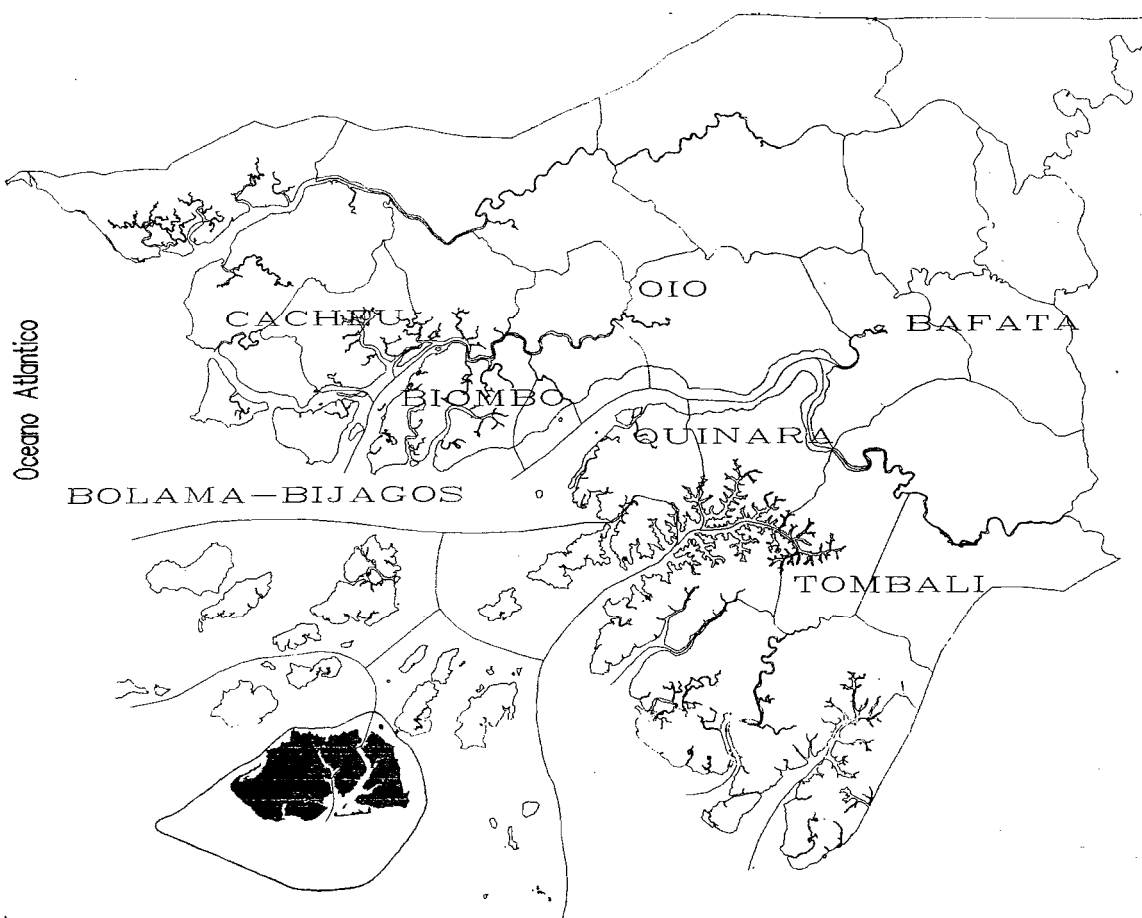 OIO
Oceano Atlantico
CACHEU
BAFATA
BIOMBO
QUINARA
BOLAMA-BIJAGOS
TOMBALI